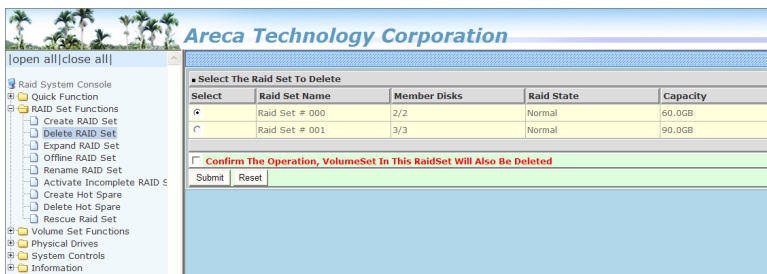 Areca Technology Corporation
|open all|close all|
Raid System Console
Quick Function
RAID Set Functions
Create RAID Set
Delete RAID Set
Expand RAID Set
Offline RAID Set
Rename RAID Set
Activate Incomplete RAID S
Create Hot Spare
Delete Hot Spare
Rescue Raid Set
Volume Set Functions
Physical Drives
System Controls
Information
Select The Raid Set To Delete
Select Raid Set Name Member Disks Raid State Capacity
Raid Set # 000 2/2 Normal 60.0GB
Raid Set # 001 3/3 Normal 90.0GB
Confirm The Operation, VolumeSet In This RaidSet Will Also Be Deleted
Submit Reset